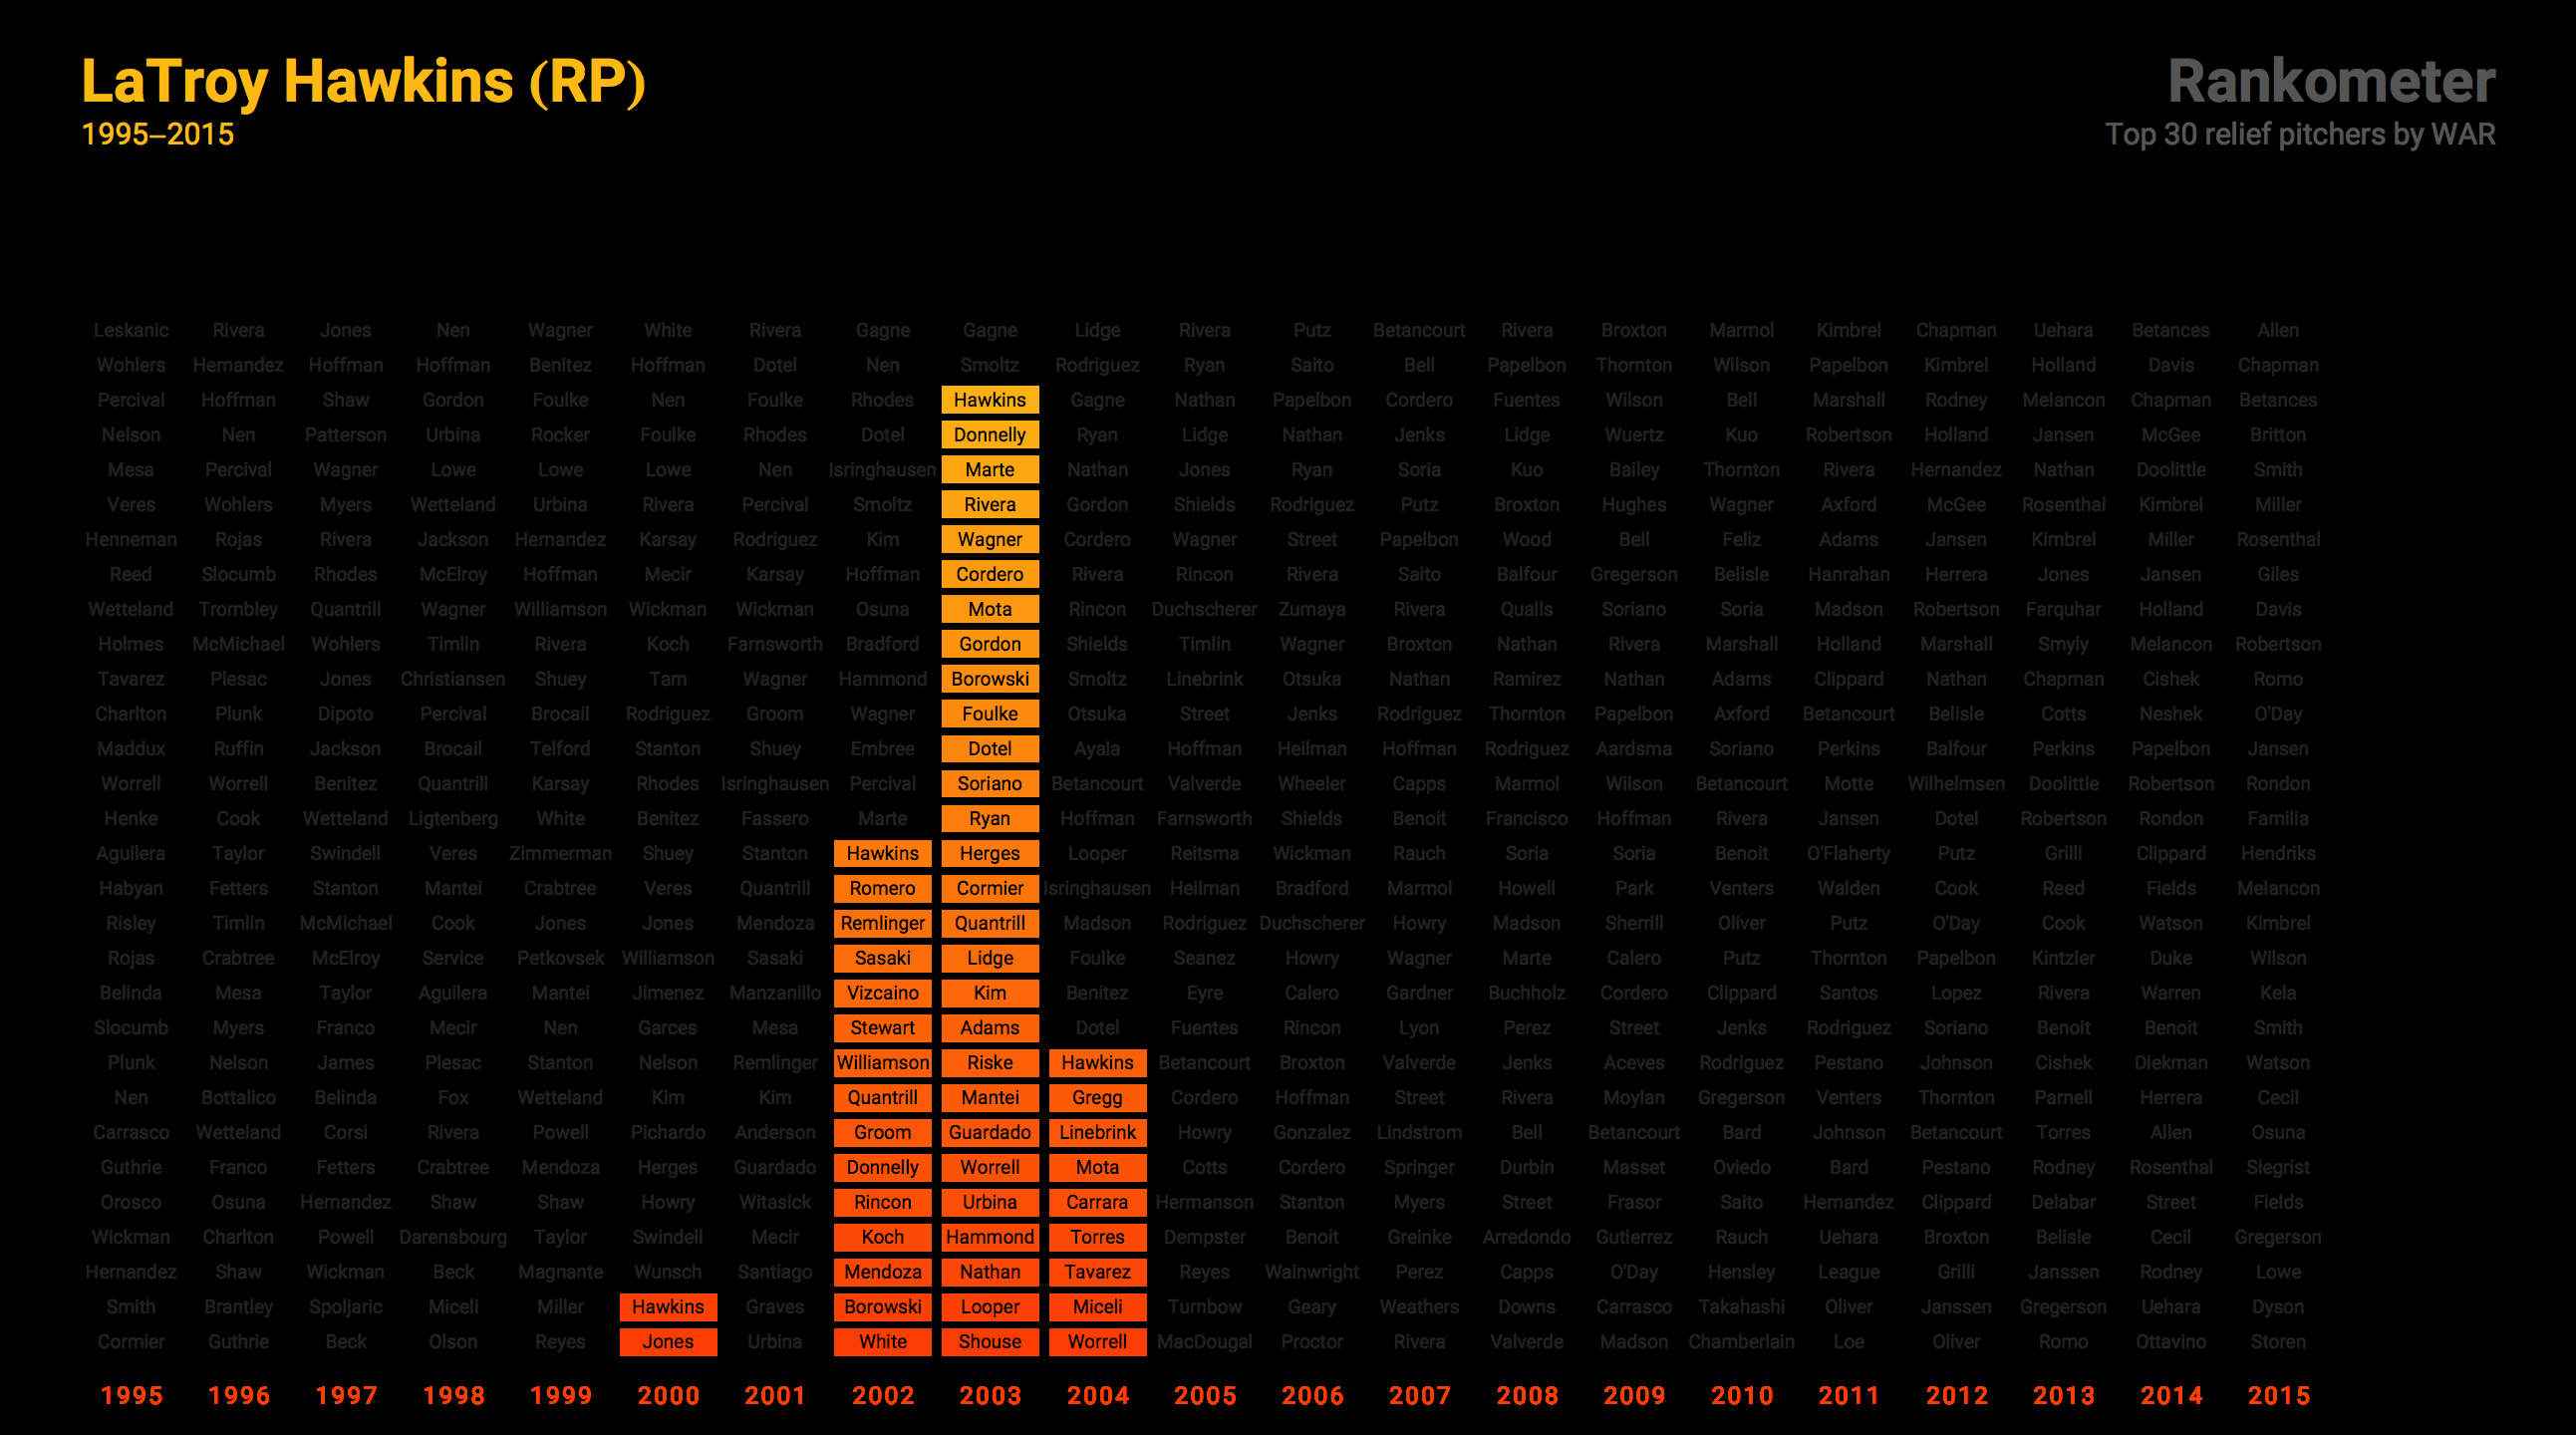 LaTroy Hawkins (RP)
1995–2015
Rankometer
Top 30 relief pitchers by WAR
Leskanic Rivera Jones Nen Wagner White Rivera Gagne Gagne Lidge Rivera Putz Betancourt Rivera Broxton Marmol Kimbrel Chapman Uehara Betances Allen
Wohlers Hernandez Hoffman Hoffman Benitez Hoffman Dotel Nen Smoltz Rodriguez Ryan Saito Bell Papelbon Thornton Wilson Papelbon Kimbrel Holland Davis Chapman
Percival Hoffman Shaw Gordon Foulke Nen Foulke Rhodes Hawkins Gagne Nathan Papelbon Cordero Fuentes Wilson Bell Marshall Rodney Melancon Chapman Betances
Nelson Nen Patterson Urbina Rocker Foulke Rhodes Dotel Donnelly Ryan Lidge Nathan Jenks Lidge Wuertz Kuo Robertson Holland Jansen McGee Britton
Mesa Percival Wagner Lowe Lowe Lowe Nen Isringhausen Marte Nathan Jones Ryan Soria Kuo Bailey Thornton Rivera Hernandez Nathan Doolittle Smith
Veres Wohlers Myers Wetteland Urbina Rivera Percival Smoltz Rivera Gordon Shields Rodriguez Putz Broxton Hughes Wagner Axford McGee Rosenthal Kimbrel Miller
Henneman Rojas Rivera Jackson Hernandez Karsay Rodriguez Kim Wagner Cordero Wagner Street Papelbon Wood Bell Feliz Adams Jansen Kimbrel Miller Rosenthal
Reed Slocumb Rhodes McElroy Hoffman Mecir Karsay Hoffman Cordero Rivera Rincon Rivera Saito Balfour Gregerson Belisle Hanrahan Herrera Jones Jansen Giles
Wetteland Trombley Quantrill Wagner Williamson Wickman Wickman Osuna Mota Rincon Duchscherer Zumaya Rivera Qualls Soriano Soria Madson Robertson Farquhar Holland Davis
Holmes McMichael Wohlers Timlin Rivera Koch Farnsworth Bradford Gordon Shields Timlin Wagner Broxton Nathan Rivera Marshall Holland Marshall Smyly Melancon Robertson
Tavarez Plesac Jones Christiansen Shuey Tam Wagner Hammond Borowski Smoltz Linebrink Otsuka Nathan Ramirez Nathan Adams Clippard Nathan Chapman Cishek Romo
Charlton Plunk Dipoto Percival Brocail Rodriguez Groom Wagner Foulke Otsuka Street Jenks Rodriguez Thornton Papelbon Axford Betancourt Belisle Cotts Neshek O'Day
Maddux Ruffin Jackson Brocail Telford Stanton Shuey Embree Dotel Ayala Hoffman Heilman Hoffman Rodriguez Aardsma Soriano Perkins Balfour Perkins Papelbon Jansen
Worrell Worrell Benitez Quantrill Karsay Rhodes Isringhausen Percival Soriano Betancourt Valverde Wheeler Capps Marmol Wilson Betancourt Motte Wilhelmsen Doolittle Robertson Rondon
Henke Cook Wetteland Ligtenberg White Benitez Fassero Marte Ryan Hoffman Farnsworth Shields Benoit Francisco Hoffman Rivera Jansen Dotel Robertson Rondon Familia
Aguilera Taylor Swindell Veres Zimmerman Shuey Stanton Hawkins Herges Looper Reitsma Wickman Rauch Soria Soria Benoit O'Flaherty Putz Grilli Clippard Hendriks
Habyan Fetters Stanton Mantei Crabtree Veres Quantrill Romero Cormier Isringhausen Heilman Bradford Marmol Howell Park Venters Walden Cook Reed Fields Melancon
Risley Timlin McMichael Cook Jones Jones Mendoza Remlinger Quantrill Madson Rodriguez Duchscherer Howry Madson Sherrill Oliver Putz O'Day Cook Watson Kimbrel
Rojas Crabtree McElroy Service Petkovsek Williamson Sasaki Sasaki Lidge Foulke Seanez Howry Wagner Marte Calero Putz Thornton Papelbon Kintzler Duke Wilson
Belinda Mesa Taylor Aguilera Mantei Jimenez Manzanillo Vizcaino Kim Benitez Eyre Calero Gardner Buchholz Cordero Clippard Santos Lopez Rivera Warren Kela
Slocumb Myers Franco Mecir Nen Garces Mesa Stewart Adams Dotel Fuentes Rincon Lyon Perez Street Jenks Rodriguez Soriano Benoit Benoit Smith
Plunk Nelson James Plesac Stanton Nelson Remlinger Williamson Riske Hawkins Betancourt Broxton Valverde Jenks Aceves Rodriguez Pestano Johnson Cishek Diekman Watson
Nen Bottalico Belinda Fox Wetteland Kim Kim Quantrill Mantei Gregg Cordero Hoffman Street Rivera Moylan Gregerson Venters Thornton Parnell Herrera Cecil
Carrasco Wetteland Corsi Rivera Powell Pichardo Anderson Groom Guardado Linebrink Howry Gonzalez Lindstrom Bell Betancourt Bard Johnson Betancourt Torres Allen Osuna
Guthrie Franco Fetters Crabtree Mendoza Herges Guardado Donnelly Worrell Mota Cotts Cordero Springer Durbin Masset Oviedo Bard Pestano Rodney Rosenthal Siegrist
Orosco Osuna Hernandez Shaw Shaw Howry Witasick Rincon Urbina Carrara Hermanson Stanton Myers Street Frasor Saito Hernandez Clippard Delabar Street Fields
Wickman Charlton Powell Darensbourg Taylor Swindell Mecir Koch Hammond Torres Dempster Benoit Greinke Arredondo Gutierrez Rauch Uehara Broxton Belisle Cecil Gregerson
Hernandez Shaw Wickman Beck Magnante Wunsch Santiago Mendoza Nathan Tavarez Reyes Wainwright Perez Capps O'Day Hensley League Grilli Janssen Rodney Lowe
Smith Brantley Spoljaric Miceli Miller Hawkins Graves Borowski Looper Miceli Turnbow Geary Weathers Downs Carrasco Takahashi Oliver Janssen Gregerson Uehara Dyson
Cormier Guthrie Beck Olson Reyes Jones Urbina White Shouse Worrell MacDougal Proctor Rivera Valverde Madson Chamberlain Loe Oliver Romo Ottavino Storen
1995 1996 1997 1998 1999 2000 2001 2002 2003 2004 2005 2006 2007 2008 2009 2010 2011 2012 2013 2014 2015